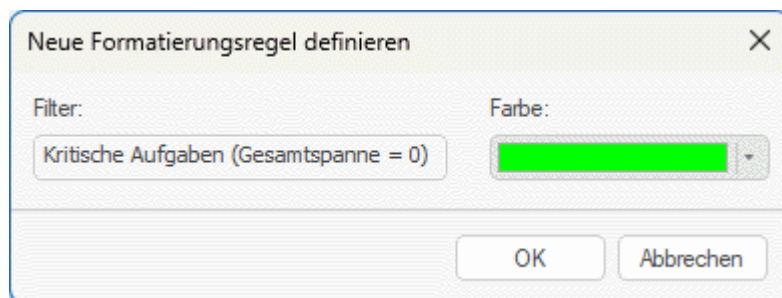 Neue Formatierungsregel definieren
Filter: Farbe:
Kritische Aufgaben (Gesamtspanne = 0)
OK Abbrechen